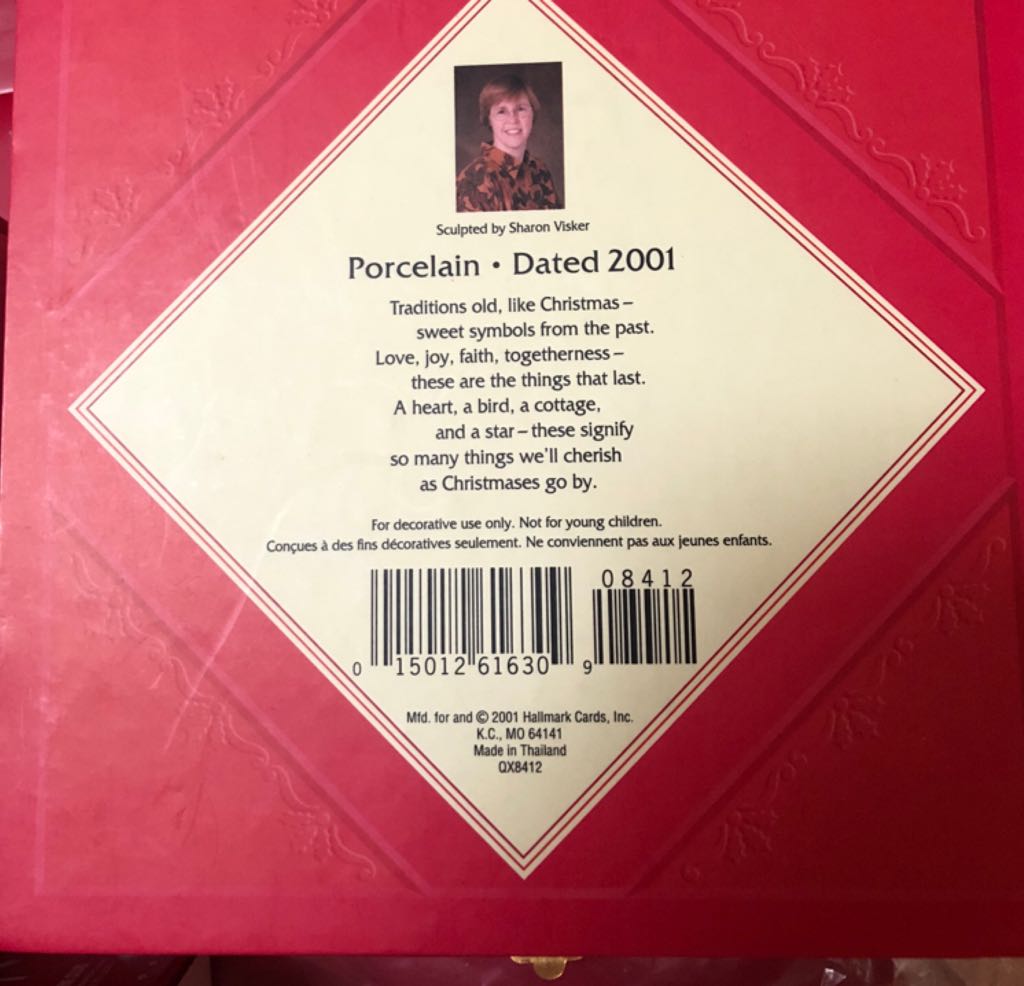 Sculpted by Sharon Visker
Porcelain • Dated 2001
Traditions old, like Christmas –
sweet symbols from the past.
Love, joy, faith, togetherness –
these are the things that last.
A heart, a bird, a cottage,
and a star – these signify
so many things we'll cherish
as Christmases go by.
For decorative use only. Not for young children.
Conçues à des fins décoratives seulement. Ne conviennent pas aux jeunes enfants.
08412
0 15012 61630 9
Mfd. for and © 2001 Hallmark Cards, Inc.
K.C., MO 64141
Made in Thailand
QX8412